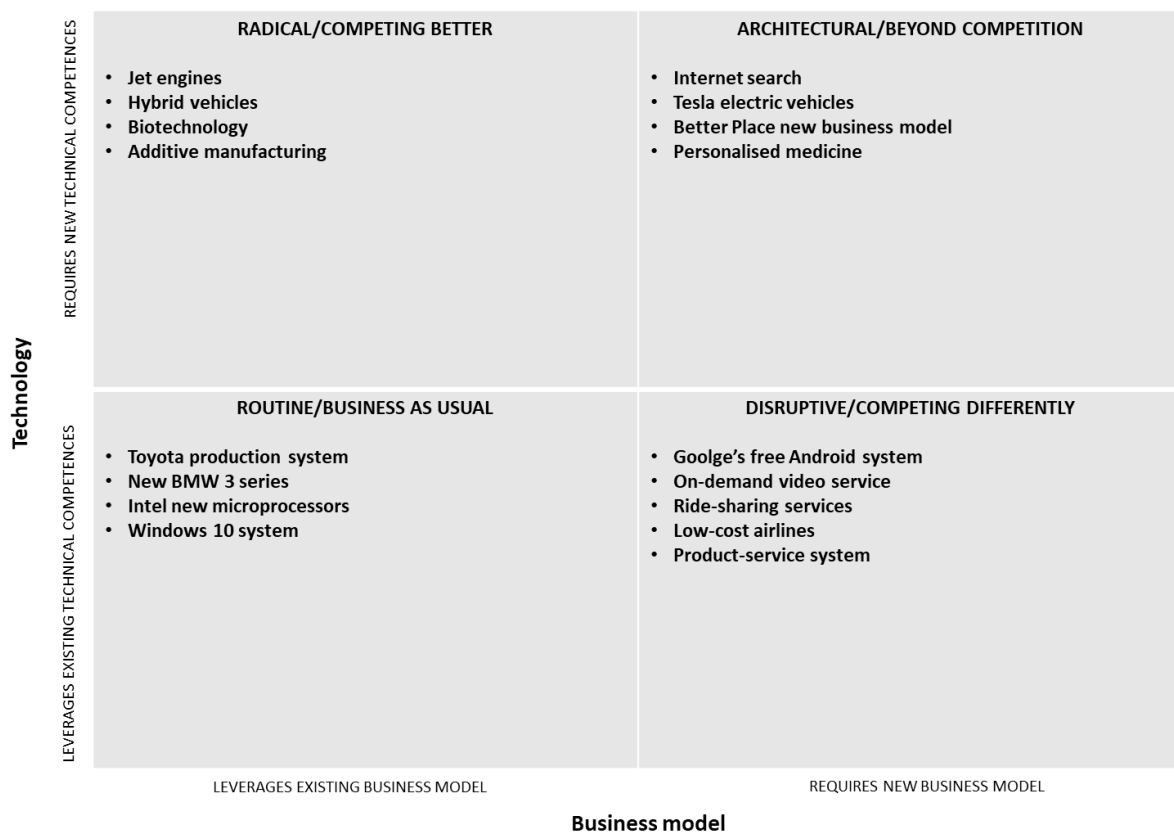 RADICAL/COMPETING BETTER
• Jet engines
• Hybrid vehicles
• Biotechnology
• Additive manufacturing
ARCHITECTURAL/BEYOND COMPETITION
• Internet search
• Tesla electric vehicles
• Better Place new business model
• Personalised medicine
REQUIRES NEW TECHNICAL COMPETENCES
Technology
LEVERAGES EXISTING TECHNICAL COMPETENCES
ROUTINE/BUSINESS AS USUAL
• Toyota production system
• New BMW 3 series
• Intel new microprocessors
• Windows 10 system
DISRUPTIVE/COMPETING DIFFERENTLY
• Goolge’s free Android system
• On-demand video service
• Ride-sharing services
• Low-cost airlines
• Product-service system
LEVERAGES EXISTING BUSINESS MODEL
REQUIRES NEW BUSINESS MODEL
Business model